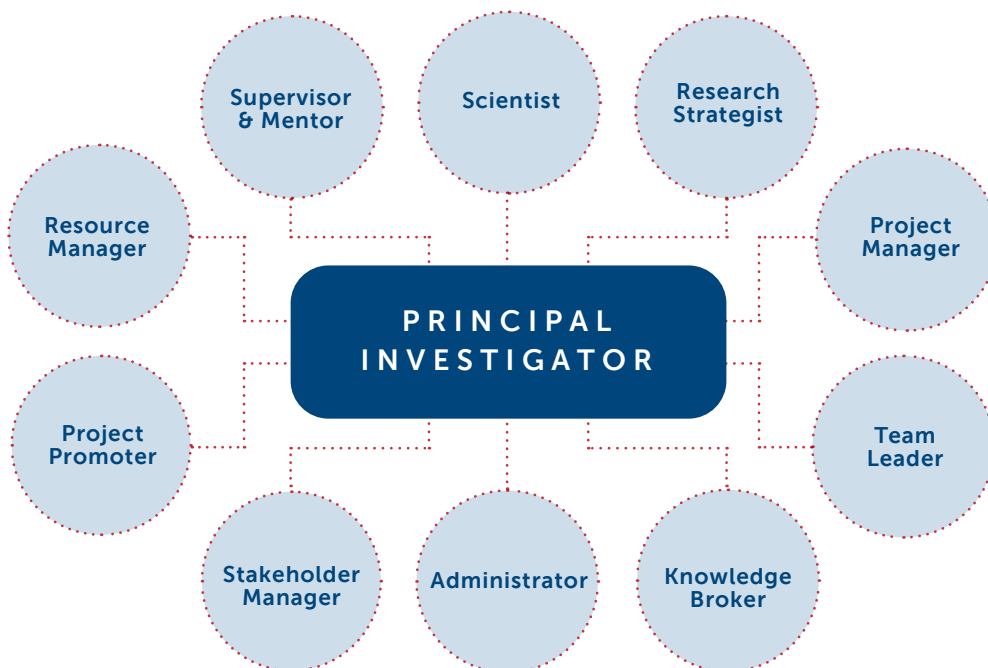 Supervisor
& Mentor
Scientist
Research
Strategist
Resource
Manager
Project
Manager
PRINCIPAL
INVESTIGATOR
Project
Promoter
Team
Leader
Stakeholder
Manager
Administrator
Knowledge
Broker